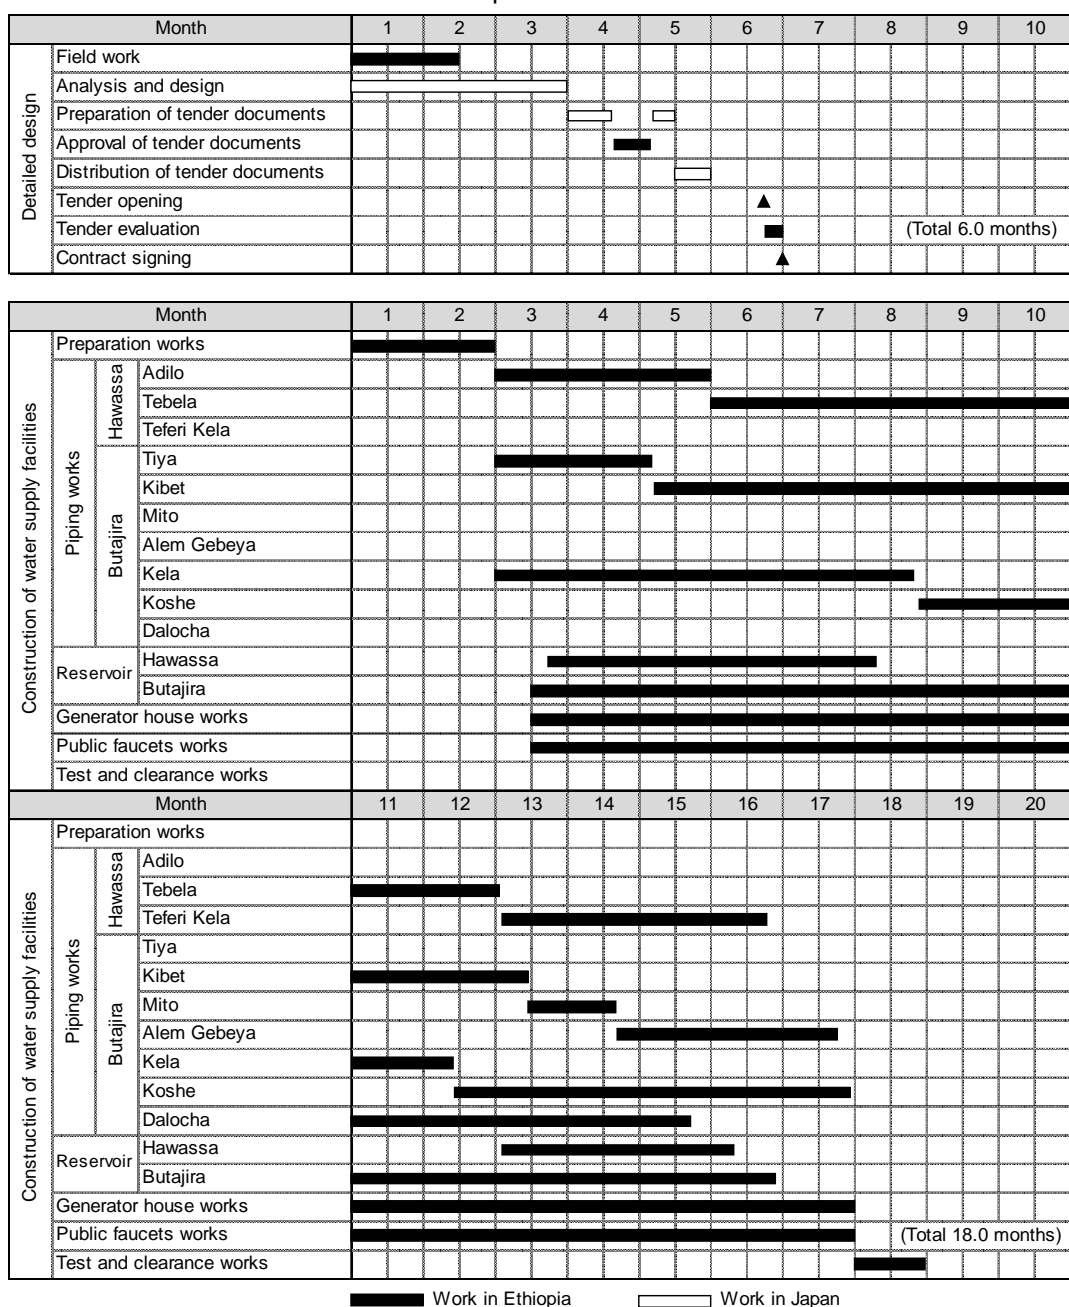 Month 1 2 3 4 5 6 7 8 9 10
Detailed design
Field work
Analysis and design
Preparation of tender documents
Approval of tender documents
Distribution of tender documents
Tender opening
Tender evaluation (Total 6.0 months)
Contract signing
Month 1 2 3 4 5 6 7 8 9 10
Construction of water supply facilities
Preparation works
Piping works
Hawassa
Adilo
Tebela
Teferi Kela
Butajira
Tiya
Kibet
Mito
Alem Gebeya
Kela
Koshe
Dalocha
Reservoir
Hawassa
Butajira
Generator house works
Public faucets works
Test and clearance works
Month 11 12 13 14 15 16 17 18 19 20
Construction of water supply facilities
Preparation works
Piping works
Hawassa
Adilo
Tebela
Teferi Kela
Butajira
Tiya
Kibet
Mito
Alem Gebeya
Kela
Koshe
Dalocha
Reservoir
Hawassa
Butajira
Generator house works
Public faucets works (Total 18.0 months)
Test and clearance works
Work in Ethiopia Work in Japan